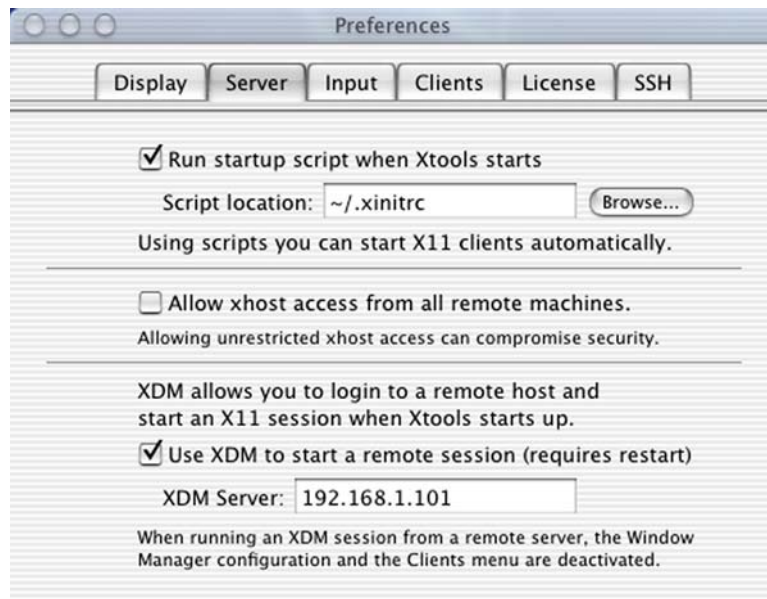 Preferences
Display Server Input Clients License SSH
Run startup script when Xtools starts
Script location: ~/.xinitrc Browse...
Using scripts you can start X11 clients automatically.
Allow xhost access from all remote machines.
Allowing unrestricted xhost access can compromise security.
XDM allows you to login to a remote host and
start an X11 session when Xtools starts up.
Use XDM to start a remote session (requires restart)
XDM Server: 192.168.1.101
When running an XDM session from a remote server, the Window
Manager configuration and the Clients menu are deactivated.